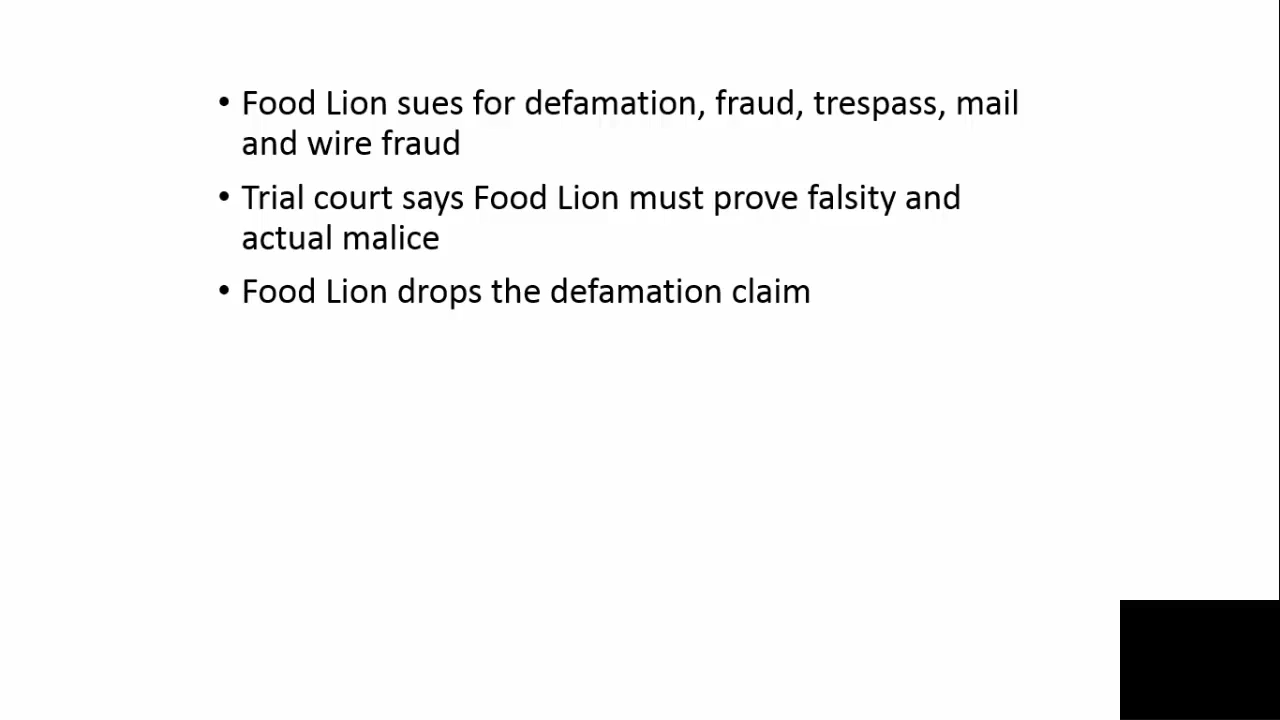 • Food Lion sues for defamation, fraud, trespass, mail
and wire fraud
• Trial court says Food Lion must prove falsity and
actual malice
• Food Lion drops the defamation claim